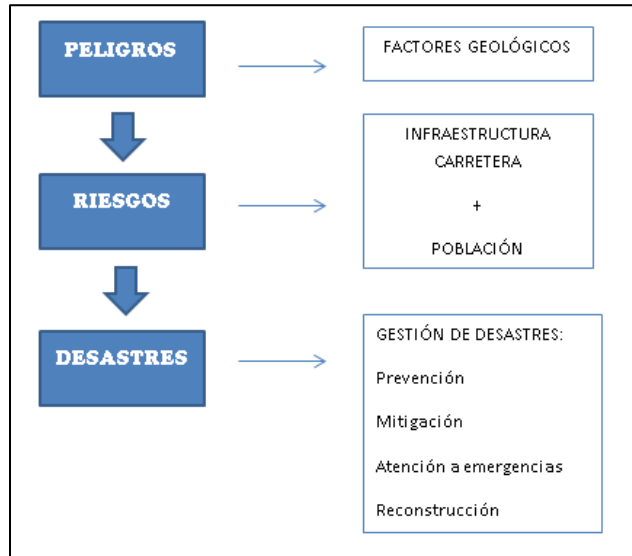 PELIGROS
FACTORES GEOLÓGICOS
RIESGOS
INFRAESTRUCTURA
CARRETERA
+
POBLACIÓN
DESASTRES
GESTIÓN DE DESASTRES:
Prevención
Mitigación
Atención a emergencias
Reconstrucción